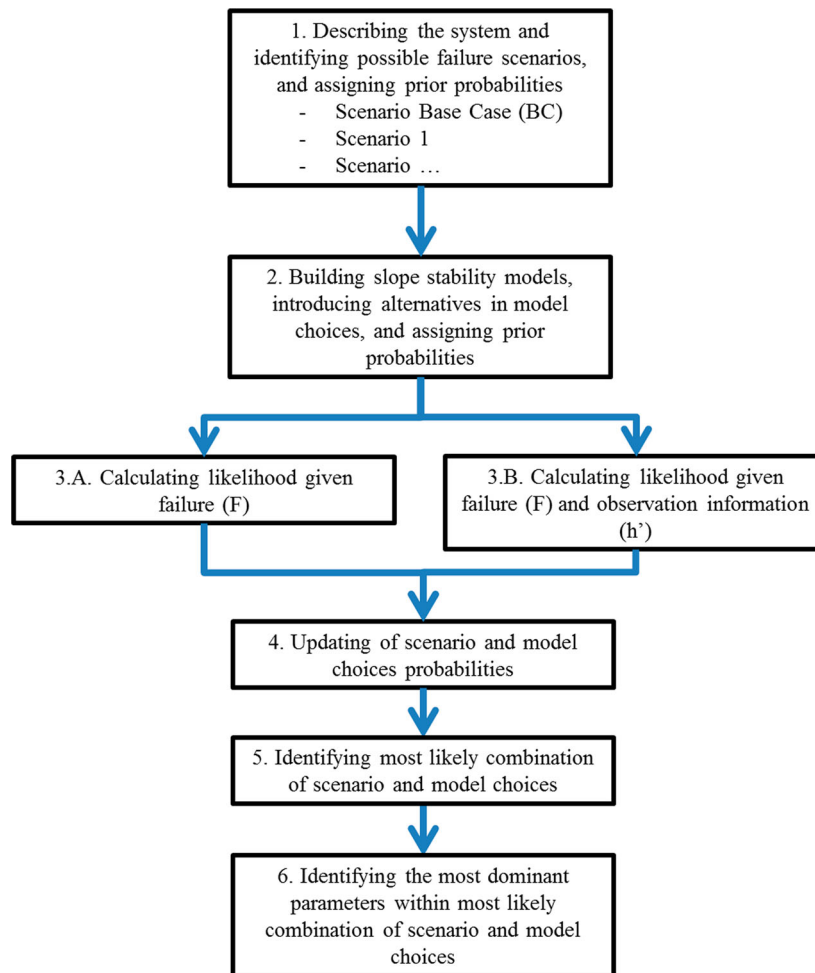 1. Describing the system and
identifying possible failure scenarios,
and assigning prior probabilities
- Scenario Base Case (BC)
- Scenario 1
- Scenario …
2. Building slope stability models,
introducing alternatives in model
choices, and assigning prior
probabilities
3.A. Calculating likelihood given
failure (F)
3.B. Calculating likelihood given
failure (F) and observation information
(h’)
4. Updating of scenario and model
choices probabilities
5. Identifying most likely combination
of scenario and model choices
6. Identifying the most dominant
parameters within most likely
combination of scenario and model
choices